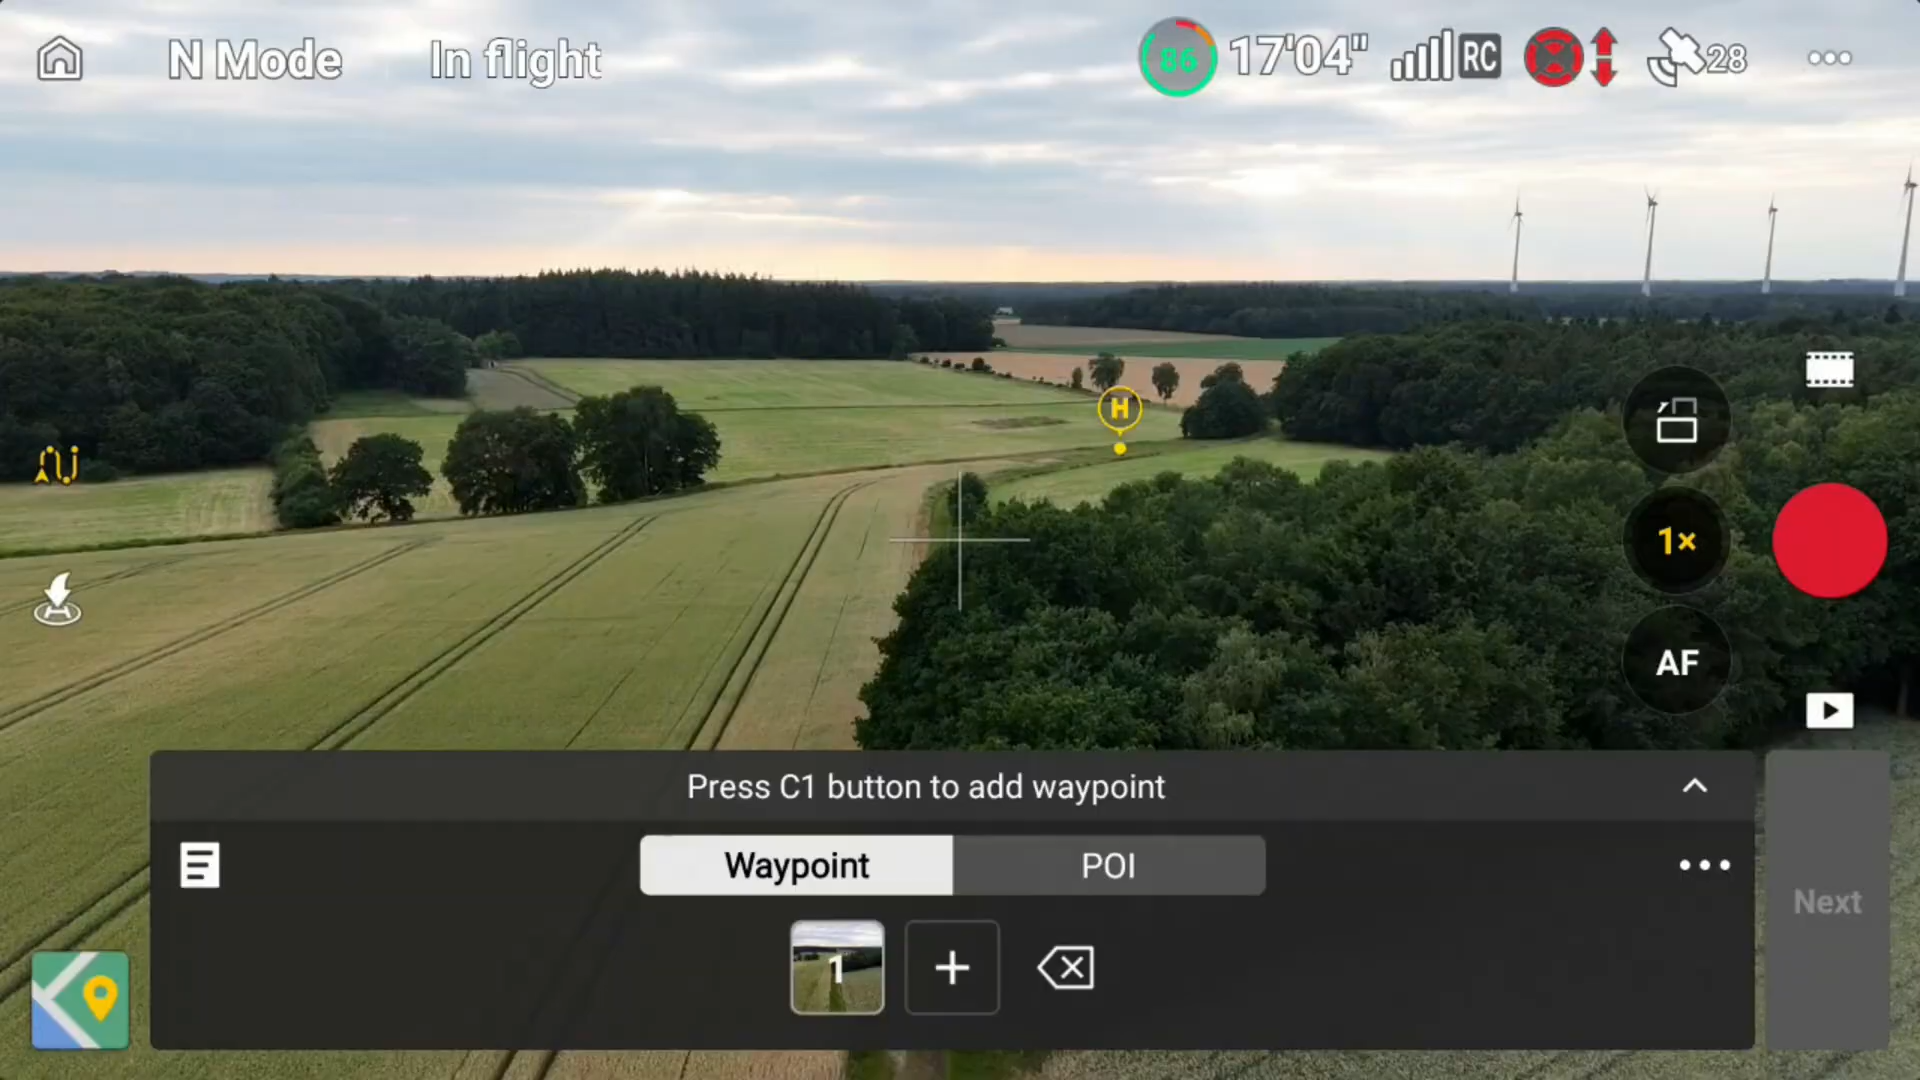 N Mode In flight 86 17'04" RC 28
H
1×
AF
Press C1 button to add waypoint
Waypoint POI
Next
1